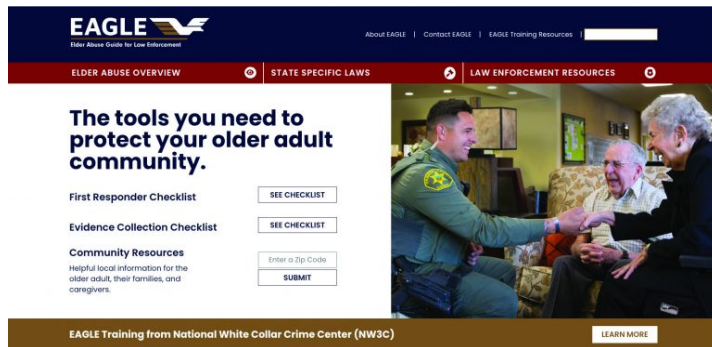 EAGLE
Elder Abuse Guide for Law Enforcement
About EAGLE | Contact EAGLE | EAGLE Training Resources |
ELDER ABUSE OVERVIEW
STATE SPECIFIC LAWS
LAW ENFORCEMENT RESOURCES
The tools you need to
protect your older adult
community.
First Responder Checklist
SEE CHECKLIST
Evidence Collection Checklist
SEE CHECKLIST
Community Resources
Helpful local information for the
older adult, their families, and
caregivers.
Enter a Zip Code
SUBMIT
EAGLE Training from National White Collar Crime Center (NW3C)
LEARN MORE